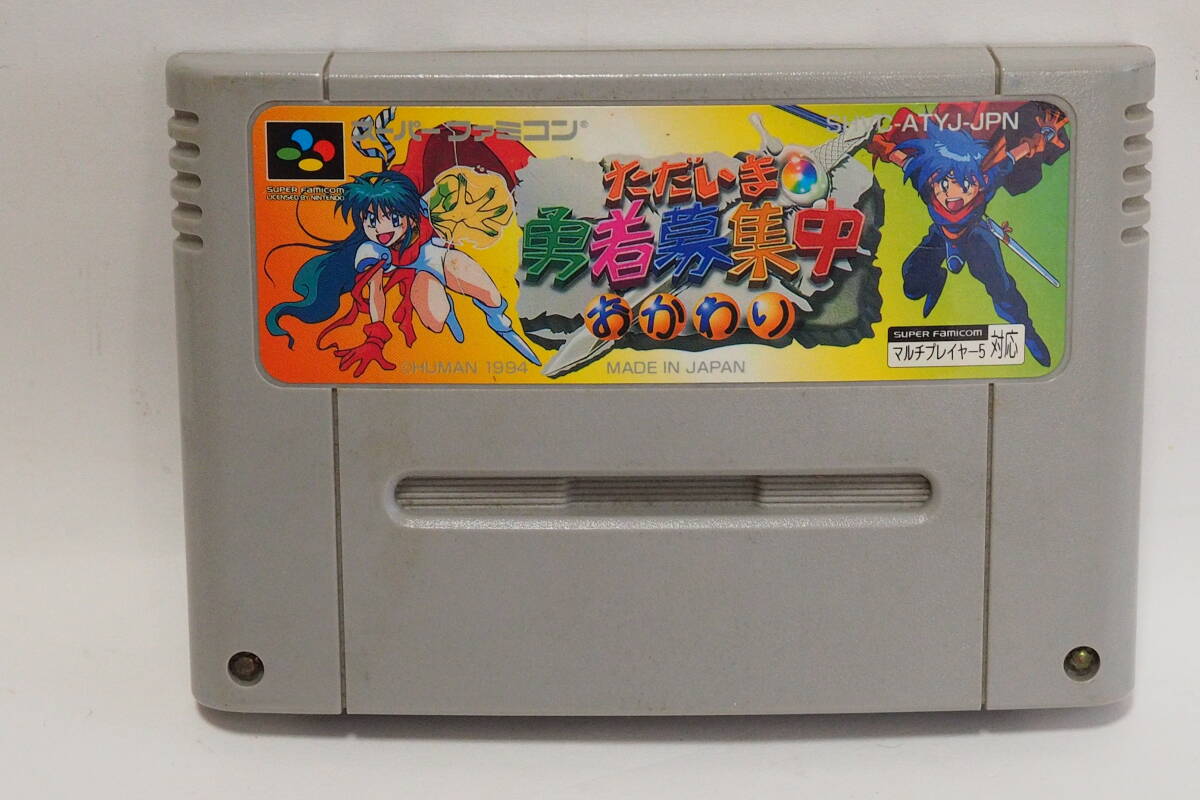 スーパーファミコン®
SHVC-ATYJ-JPN
SUPER FAMICOM
LICENSED BY NINTENDO
ただいま
勇者募集中
おかわり
SUPER FAMICOM
マルチプレイヤー5 対応
©HUMAN 1994
MADE IN JAPAN